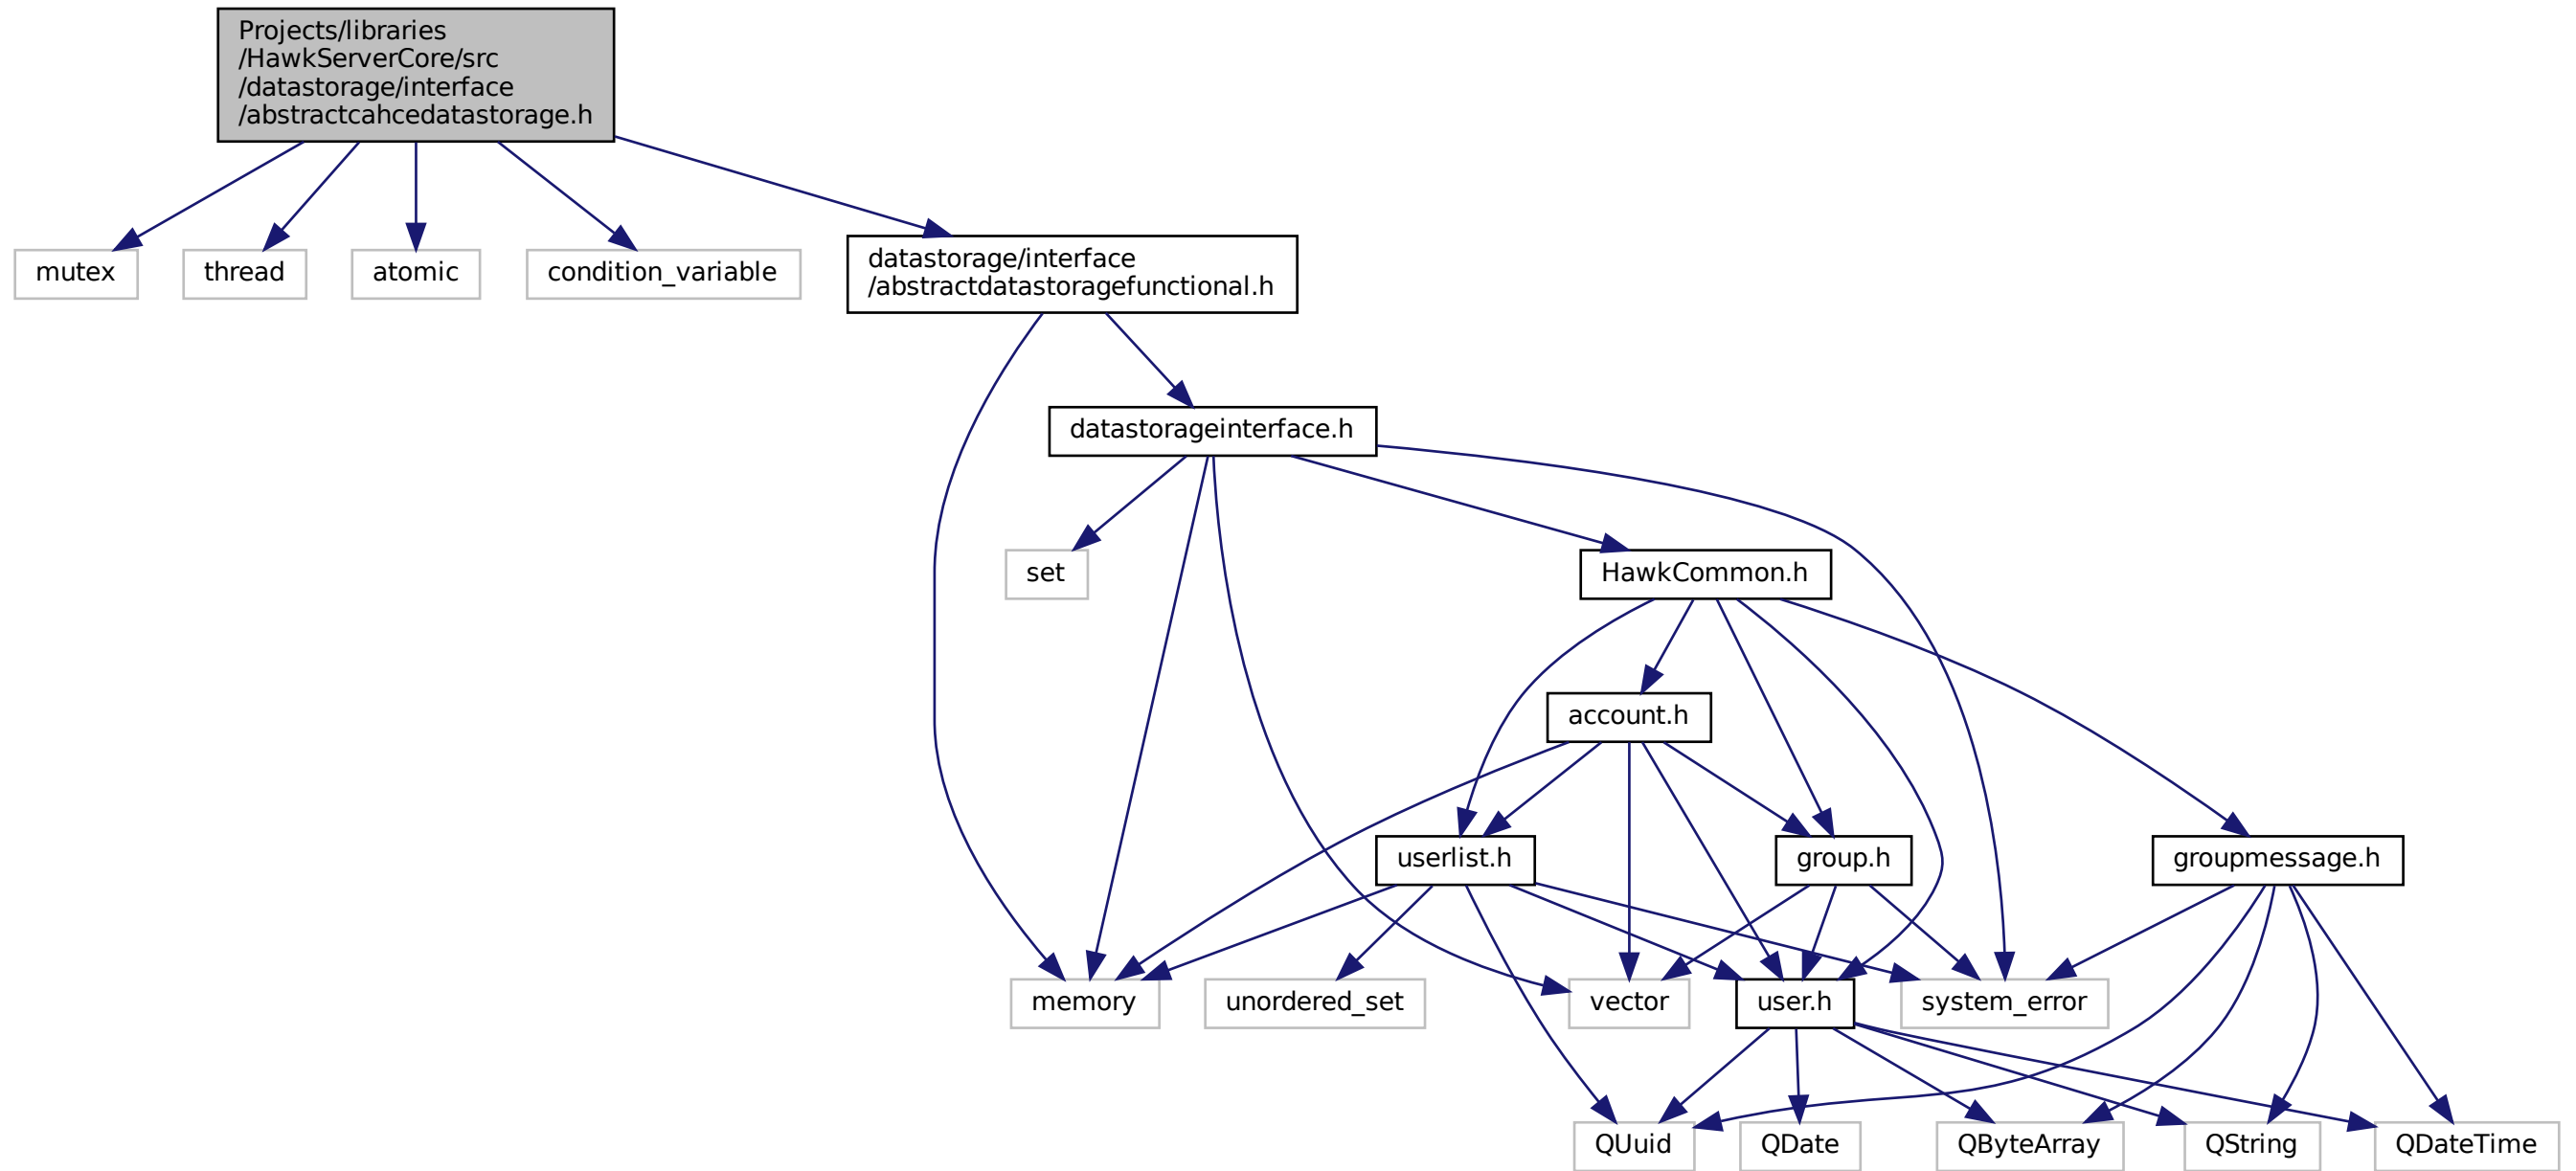 Projects/libraries
/HawkServerCore/src
/datastorage/interface
/abstractcahcedatastorage.h
mutex
thread
atomic
condition_variable
datastorage/interface
/abstractdatastoragefunctional.h
datastorageinterface.h
set
HawkCommon.h
account.h
userlist.h
group.h
groupmessage.h
memory
unordered_set
vector
user.h
system_error
QUuid
QDate
QByteArray
QString
QDateTime